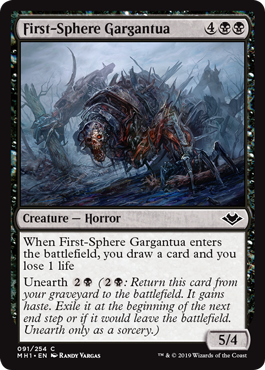 First-Sphere Gargantua 4
Creature — Horror
When First-Sphere Gargantua enters
the battlefield, you draw a card and you
lose 1 life
Unearth 2 (2 : Return this card from
your graveyard to the battlefield. It gains
haste. Exile it at the beginning of the next
end step or if it would leave the battlefield.
Unearth only as a sorcery.)
5/4
091/254 C
MH1 • EN Randy Vargas ™ & © 2019 Wizards of the Coast